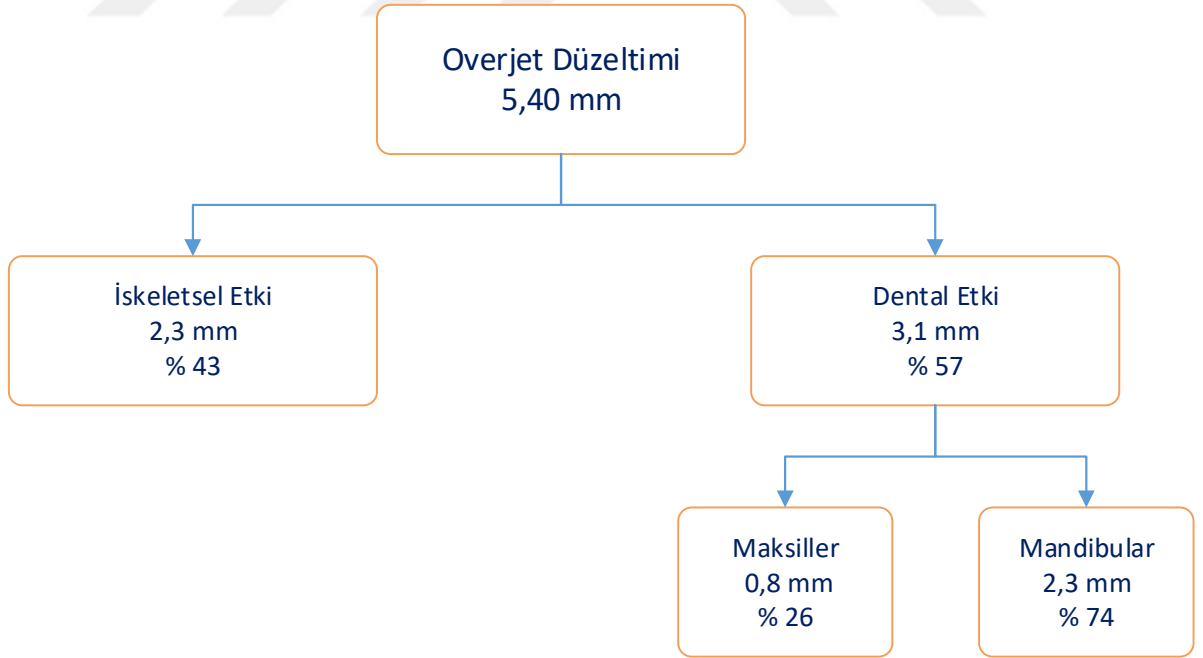 Overjet Düzeltimi
5,40 mm
İskeletsel Etki
2,3 mm
% 43
Dental Etki
3,1 mm
% 57
Maksiller
0,8 mm
% 26
Mandibular
2,3 mm
% 74